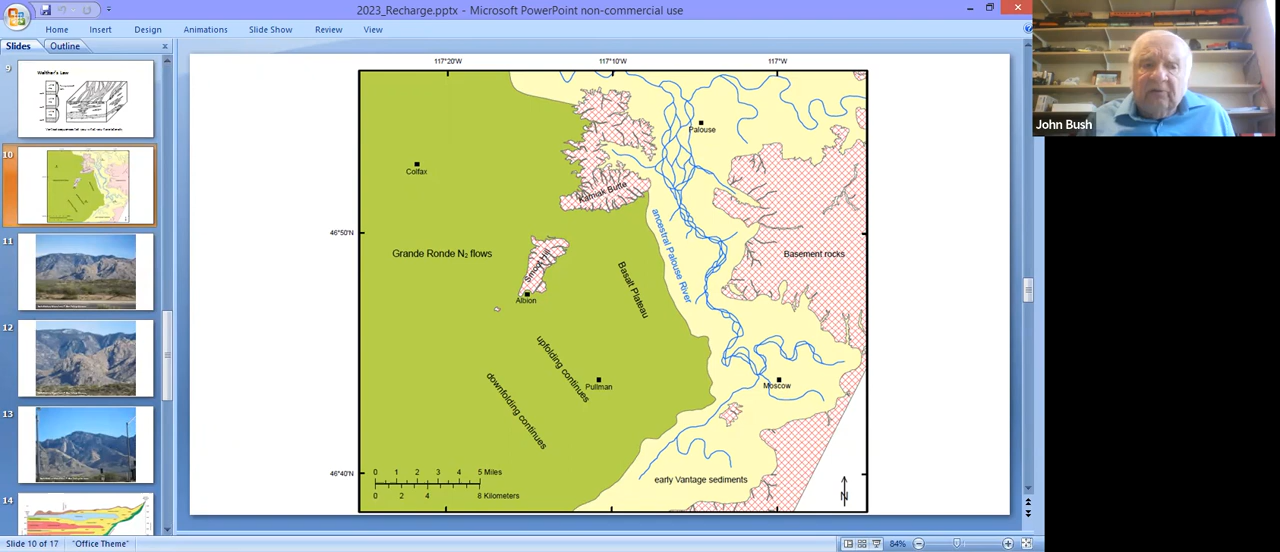 2023_Recharge.pptx - Microsoft PowerPoint non-commercial use
Home Insert Design Animations Slide Show Review View
Slides Outline
9
Walther's Law
10
11
12
13
14
117°20'W 117°10'W 117°W
46°50'N
46°40'N
Palouse
Colfax
Kamiak Butte
ancestral Palouse River
Grande Ronde N₂ flows
Smoot Hill
Basement rocks
Basalt Plateau
Albion
upfolding continues
Pullman
downfolding continues
Moscow
0 1 2 3 4 5 Miles
0 2 4 8 Kilometers
early Vantage sediments
N
John Bush
Slide 10 of 17 "Office Theme" 84%